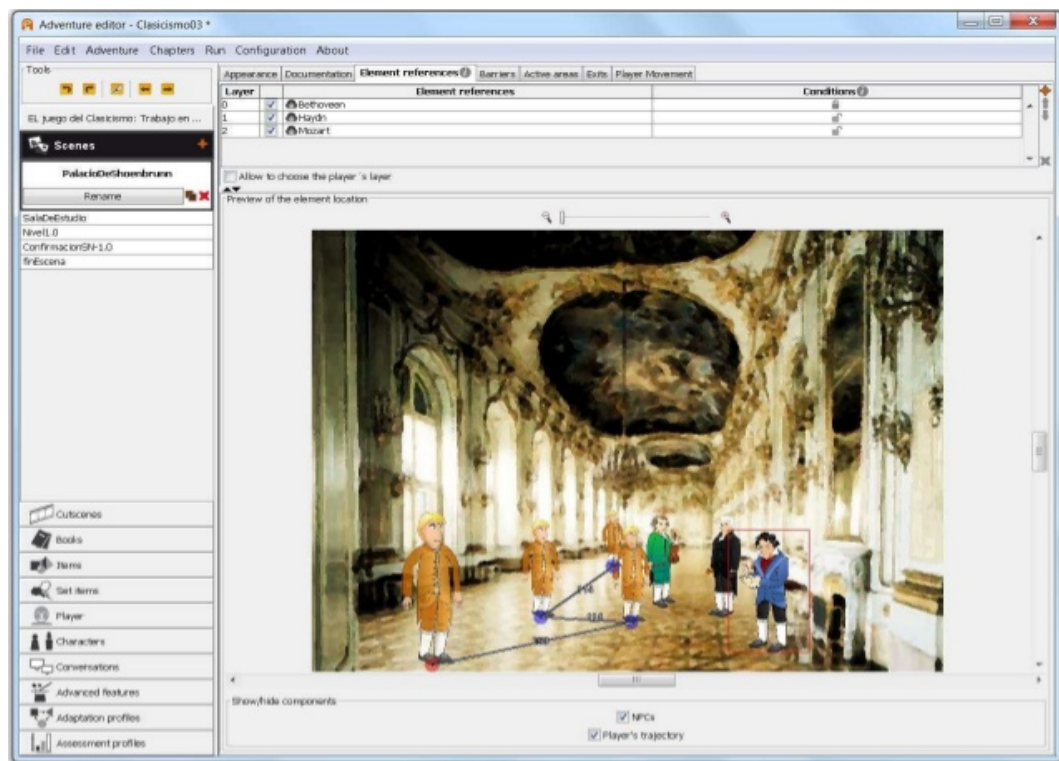 Adventure editor - Clasicismo03 *
File Edit Adventure Chapters Run Configuration About
Tools
EL juego del Clasicismo: Trabajo en ...
Scenes
PalacioDeShoenbrunn
Rename
SalaDeEstudio
Nivel1.0
ConfirmacionSN-1.0
finEscena
Cutscenes
Books
Items
Set items
Player
Characters
Conversations
Advanced features
Adaptation profiles
Assessment profiles
Appearance Documentation Element references Barriers Active areas Exits Player Movement
Layer Element references Conditions
0 Bethoveen
1 Haydn
2 Mozart
Allow to choose the player´s layer
Preview of the element location
Show/hide components
NPCs
Player's trajectory